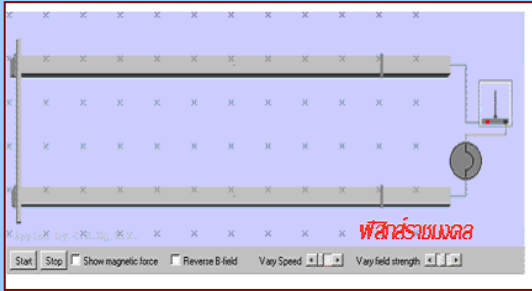 ฟิสิกส์ราชมงคล
Start Stop Show magnetic force Reverse B-field Vary Speed Vary field strength